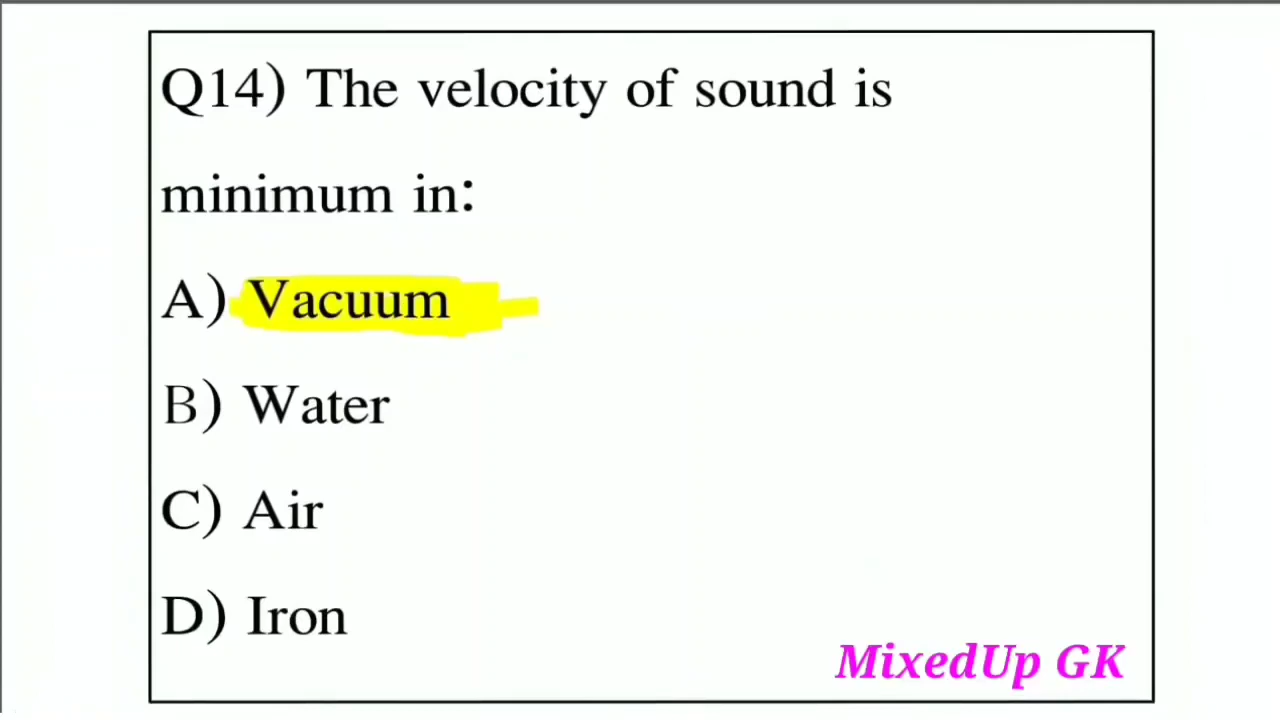 Q14) The velocity of sound is
minimum in:
A) Vacuum
B) Water
C) Air
D) Iron
MixedUp GK